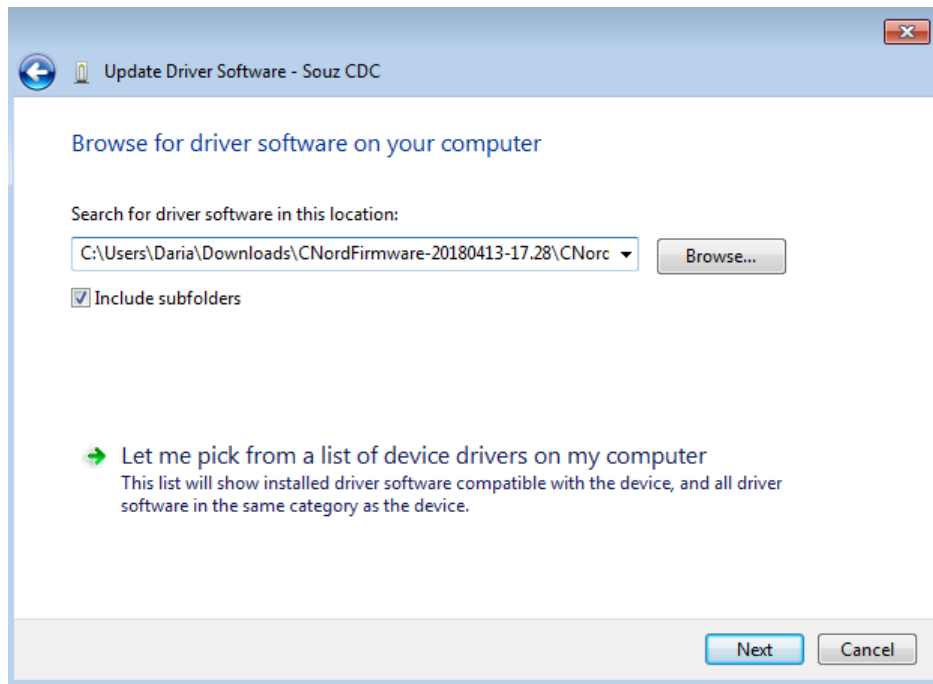 Update Driver Software - Souz CDC
Browse for driver software on your computer
Search for driver software in this location:
C:\Users\Daria\Downloads\CNordFirmware-20180413-17.28\CNord
Browse...
Include subfolders
Let me pick from a list of device drivers on my computer
This list will show installed driver software compatible with the device, and all driver
software in the same category as the device.
Next
Cancel